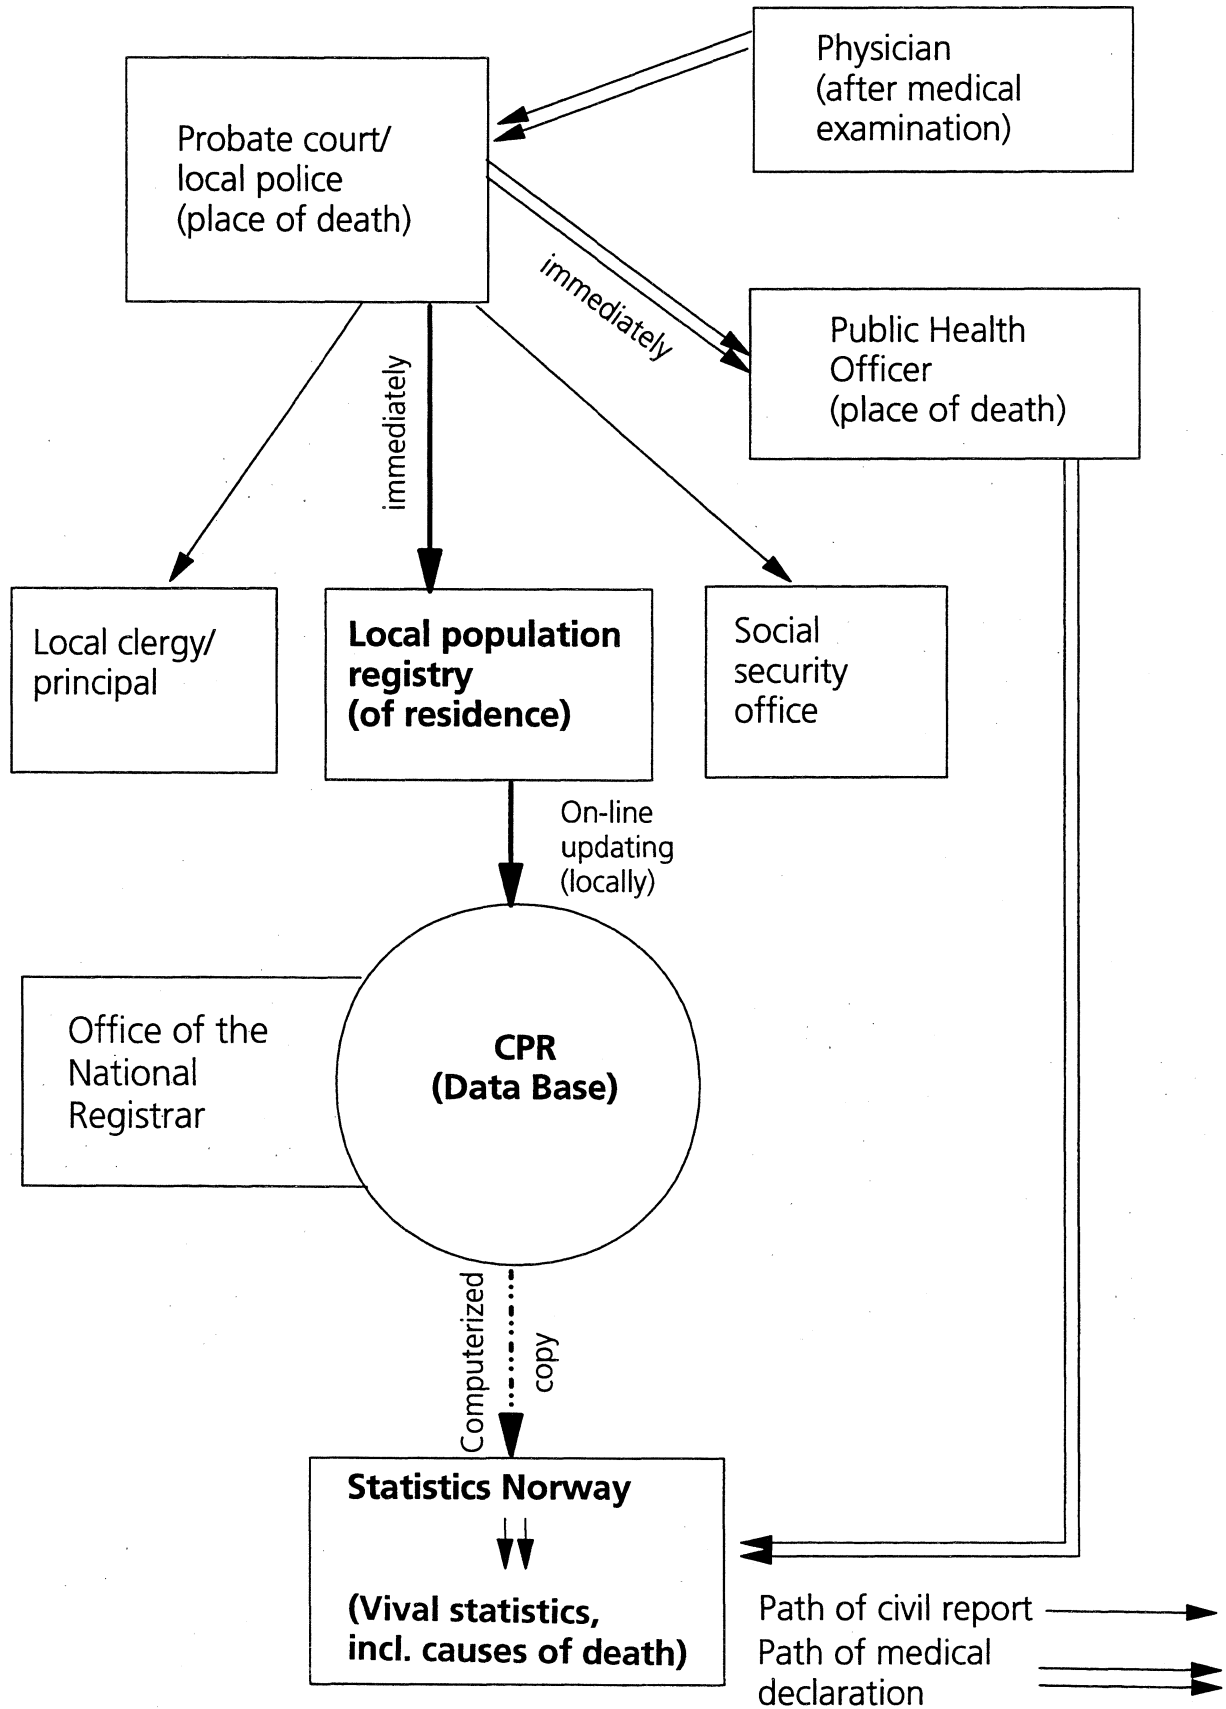 Physician
(after medical
examination)
Probate court/
local police
(place of death)
immediately
Public Health
Officer
(place of death)
immediately
Local clergy/
principal
Local population
registry
(of residence)
Social
security
office
On-line
updating
(locally)
Office of the
National
Registrar
CPR
(Data Base)
Computerized
copy
Statistics Norway
(Vival statistics,
incl. causes of death)
Path of civil report
Path of medical
declaration